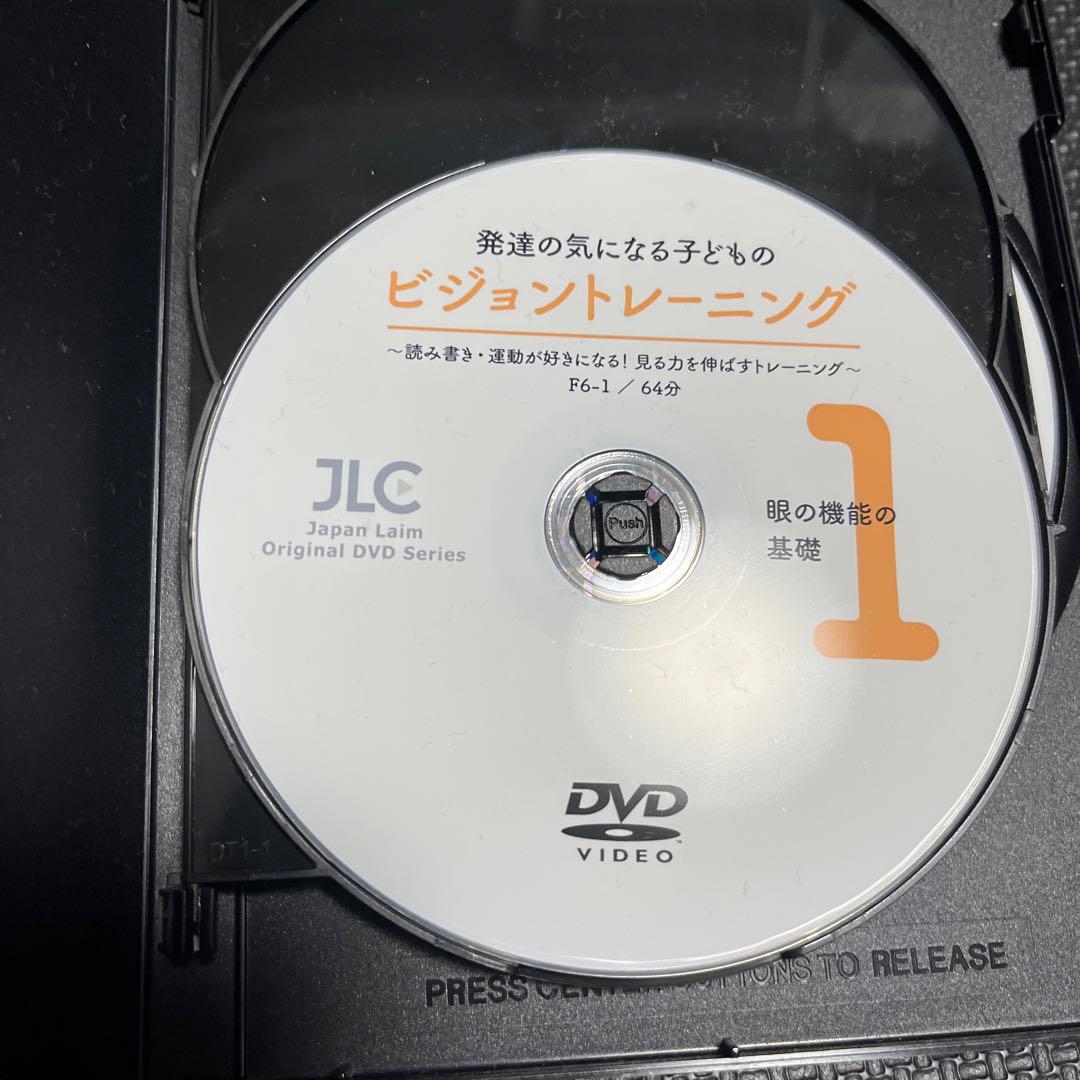 発達の気になる子どもの
ビジョントレーニング
～読み書き・運動が好きになる！見る力を伸ばすトレーニング～
F6-1 ／ 64分
1
眼の機能の
基礎
JLC
Japan Laim
Original DVD Series
Push
DVD
VIDEO
DT1-1
PRESS CENTER BUTTONS TO RELEASE